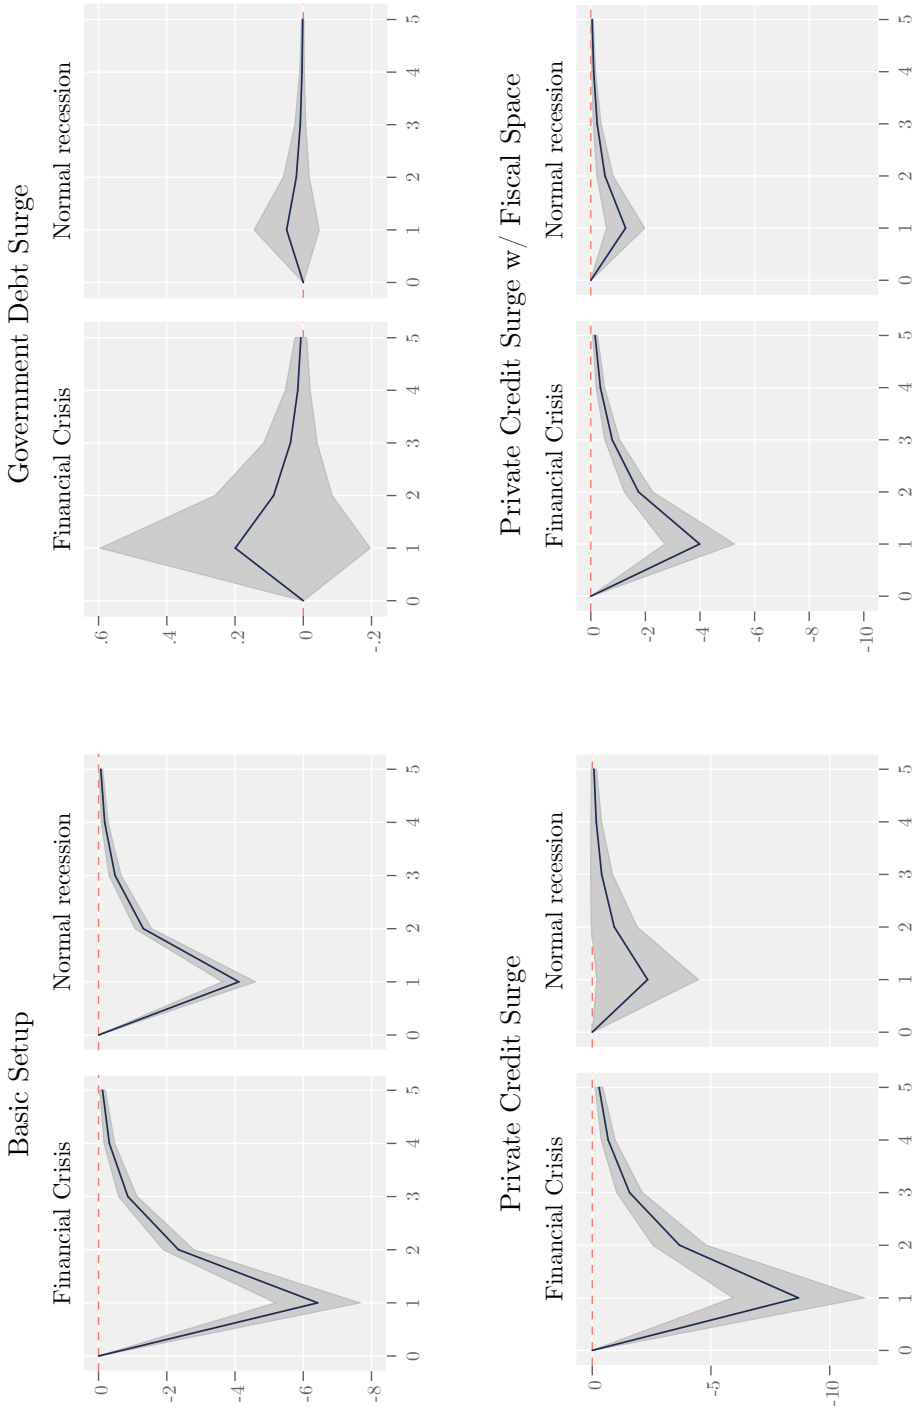 Basic Setup
Financial Crisis
Normal recession
0
-2
-4
-6
-8
0 1 2 3 4 5
0 1 2 3 4 5
Government Debt Surge
Financial Crisis
Normal recession
.6
.4
.2
0
-.2
0 1 2 3 4 5
0 1 2 3 4 5
Private Credit Surge
Financial Crisis
Normal recession
0
-5
-10
0 1 2 3 4 5
0 1 2 3 4 5
Private Credit Surge w/ Fiscal Space
Financial Crisis
Normal recession
0
-2
-4
-6
-8
-10
0 1 2 3 4 5
0 1 2 3 4 5